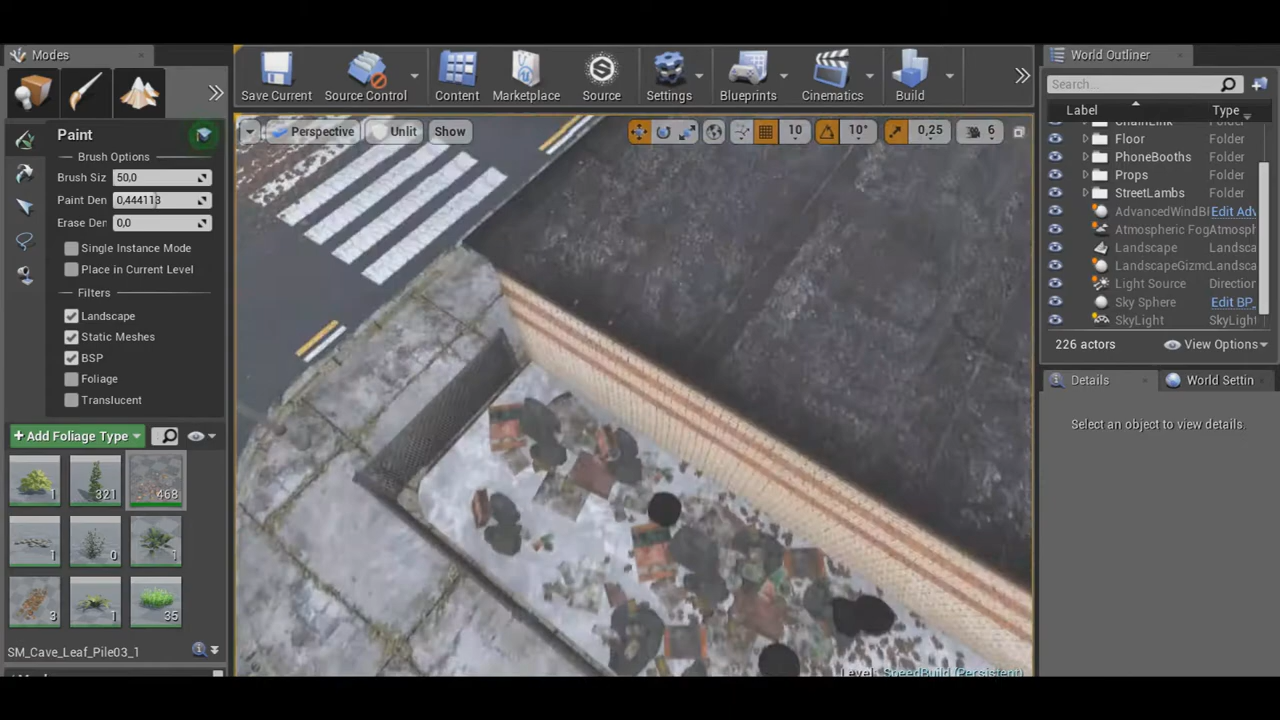 Modes
Save Current
Source Control
Content
Marketplace
Source
Settings
Blueprints
Cinematics
Build
World Outliner
Search...
Label
Type
Floor
Folder
PhoneBooths
Folder
Props
Folder
StreetLambs
Folder
AdvancedWindBl
Edit Adv
Atmospheric Fog
Atmosph
Landscape
Landsca
LandscapeGizmo
Landsca
Light Source
Direction
Sky Sphere
Edit BP_
SkyLight
SkyLight
226 actors
View Options
Details
World Settin
Select an object to view details.
Paint
Brush Options
Brush Siz
50,0
Paint Den
0,444113
Erase Den
0,0
Single Instance Mode
Place in Current Level
Filters
Landscape
Static Meshes
BSP
Foliage
Translucent
Add Foliage Type
1
321
468
1
0
1
3
1
35
SM_Cave_Leaf_Pile03_1
Perspective
Unlit
Show
10
10°
0,25
6
Level: SpeedBuild (Persistent)